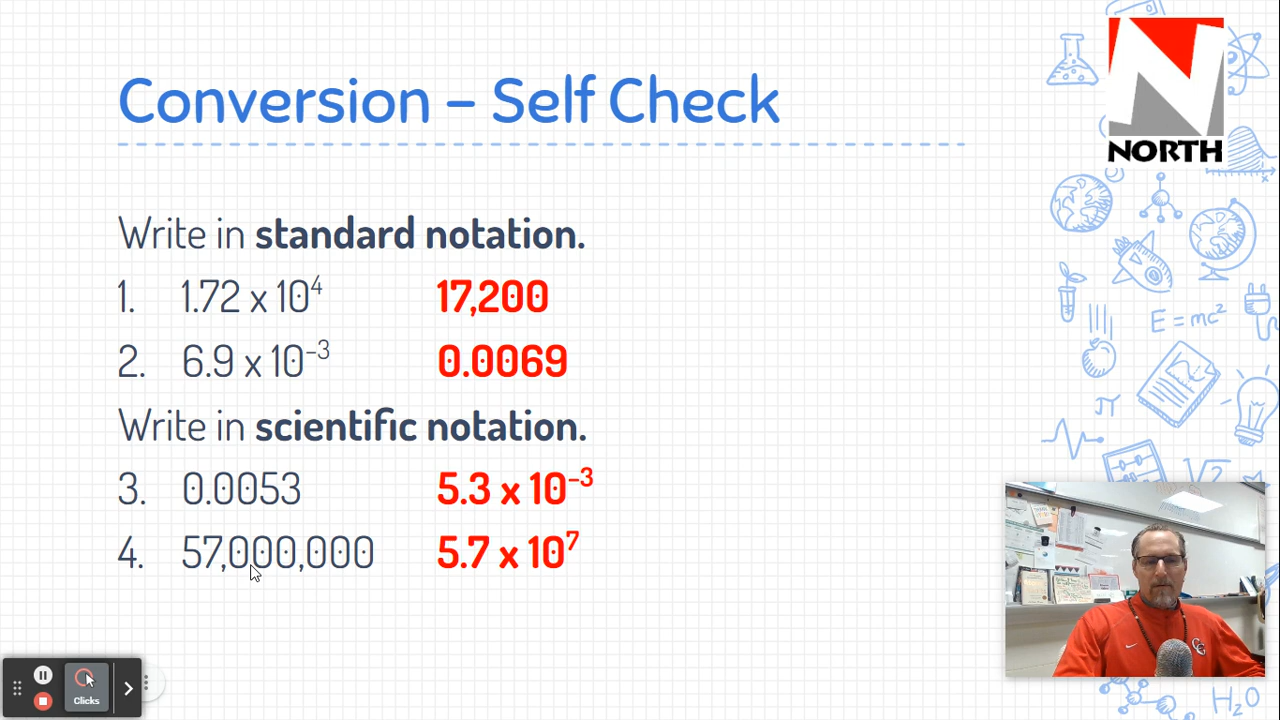 Conversion – Self Check
NORTH
Write in standard notation.
1. 1.72 x 10⁴ 17,200
2. 6.9 x 10⁻³ 0.0069
Write in scientific notation.
3. 0.0053 5.3 x 10⁻³
4. 57,000,000 5.7 x 10⁷
E = mc²
π
√2
H₂O
Clicks